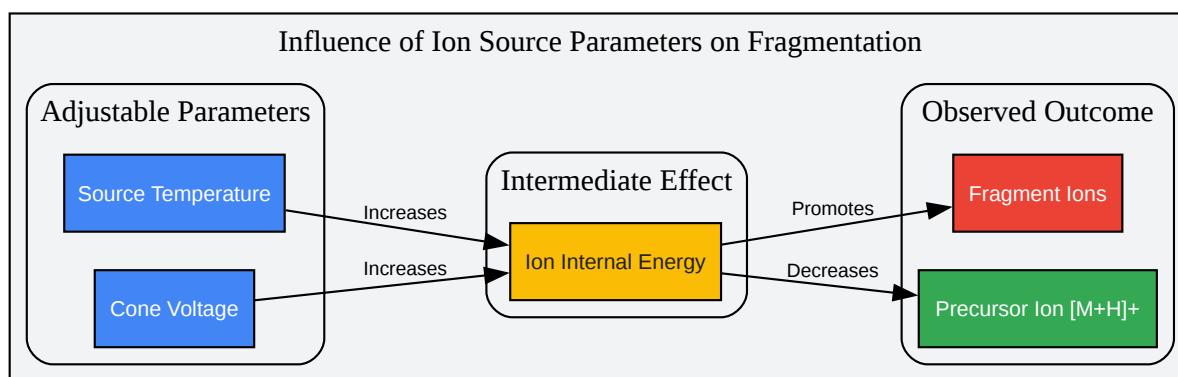 Influence of Ion Source Parameters on Fragmentation
Adjustable Parameters
Source Temperature
Cone Voltage
Increases
Increases
Intermediate Effect
Ion Internal Energy
Promotes
Decreases
Observed Outcome
Fragment Ions
Precursor Ion [M+H]+